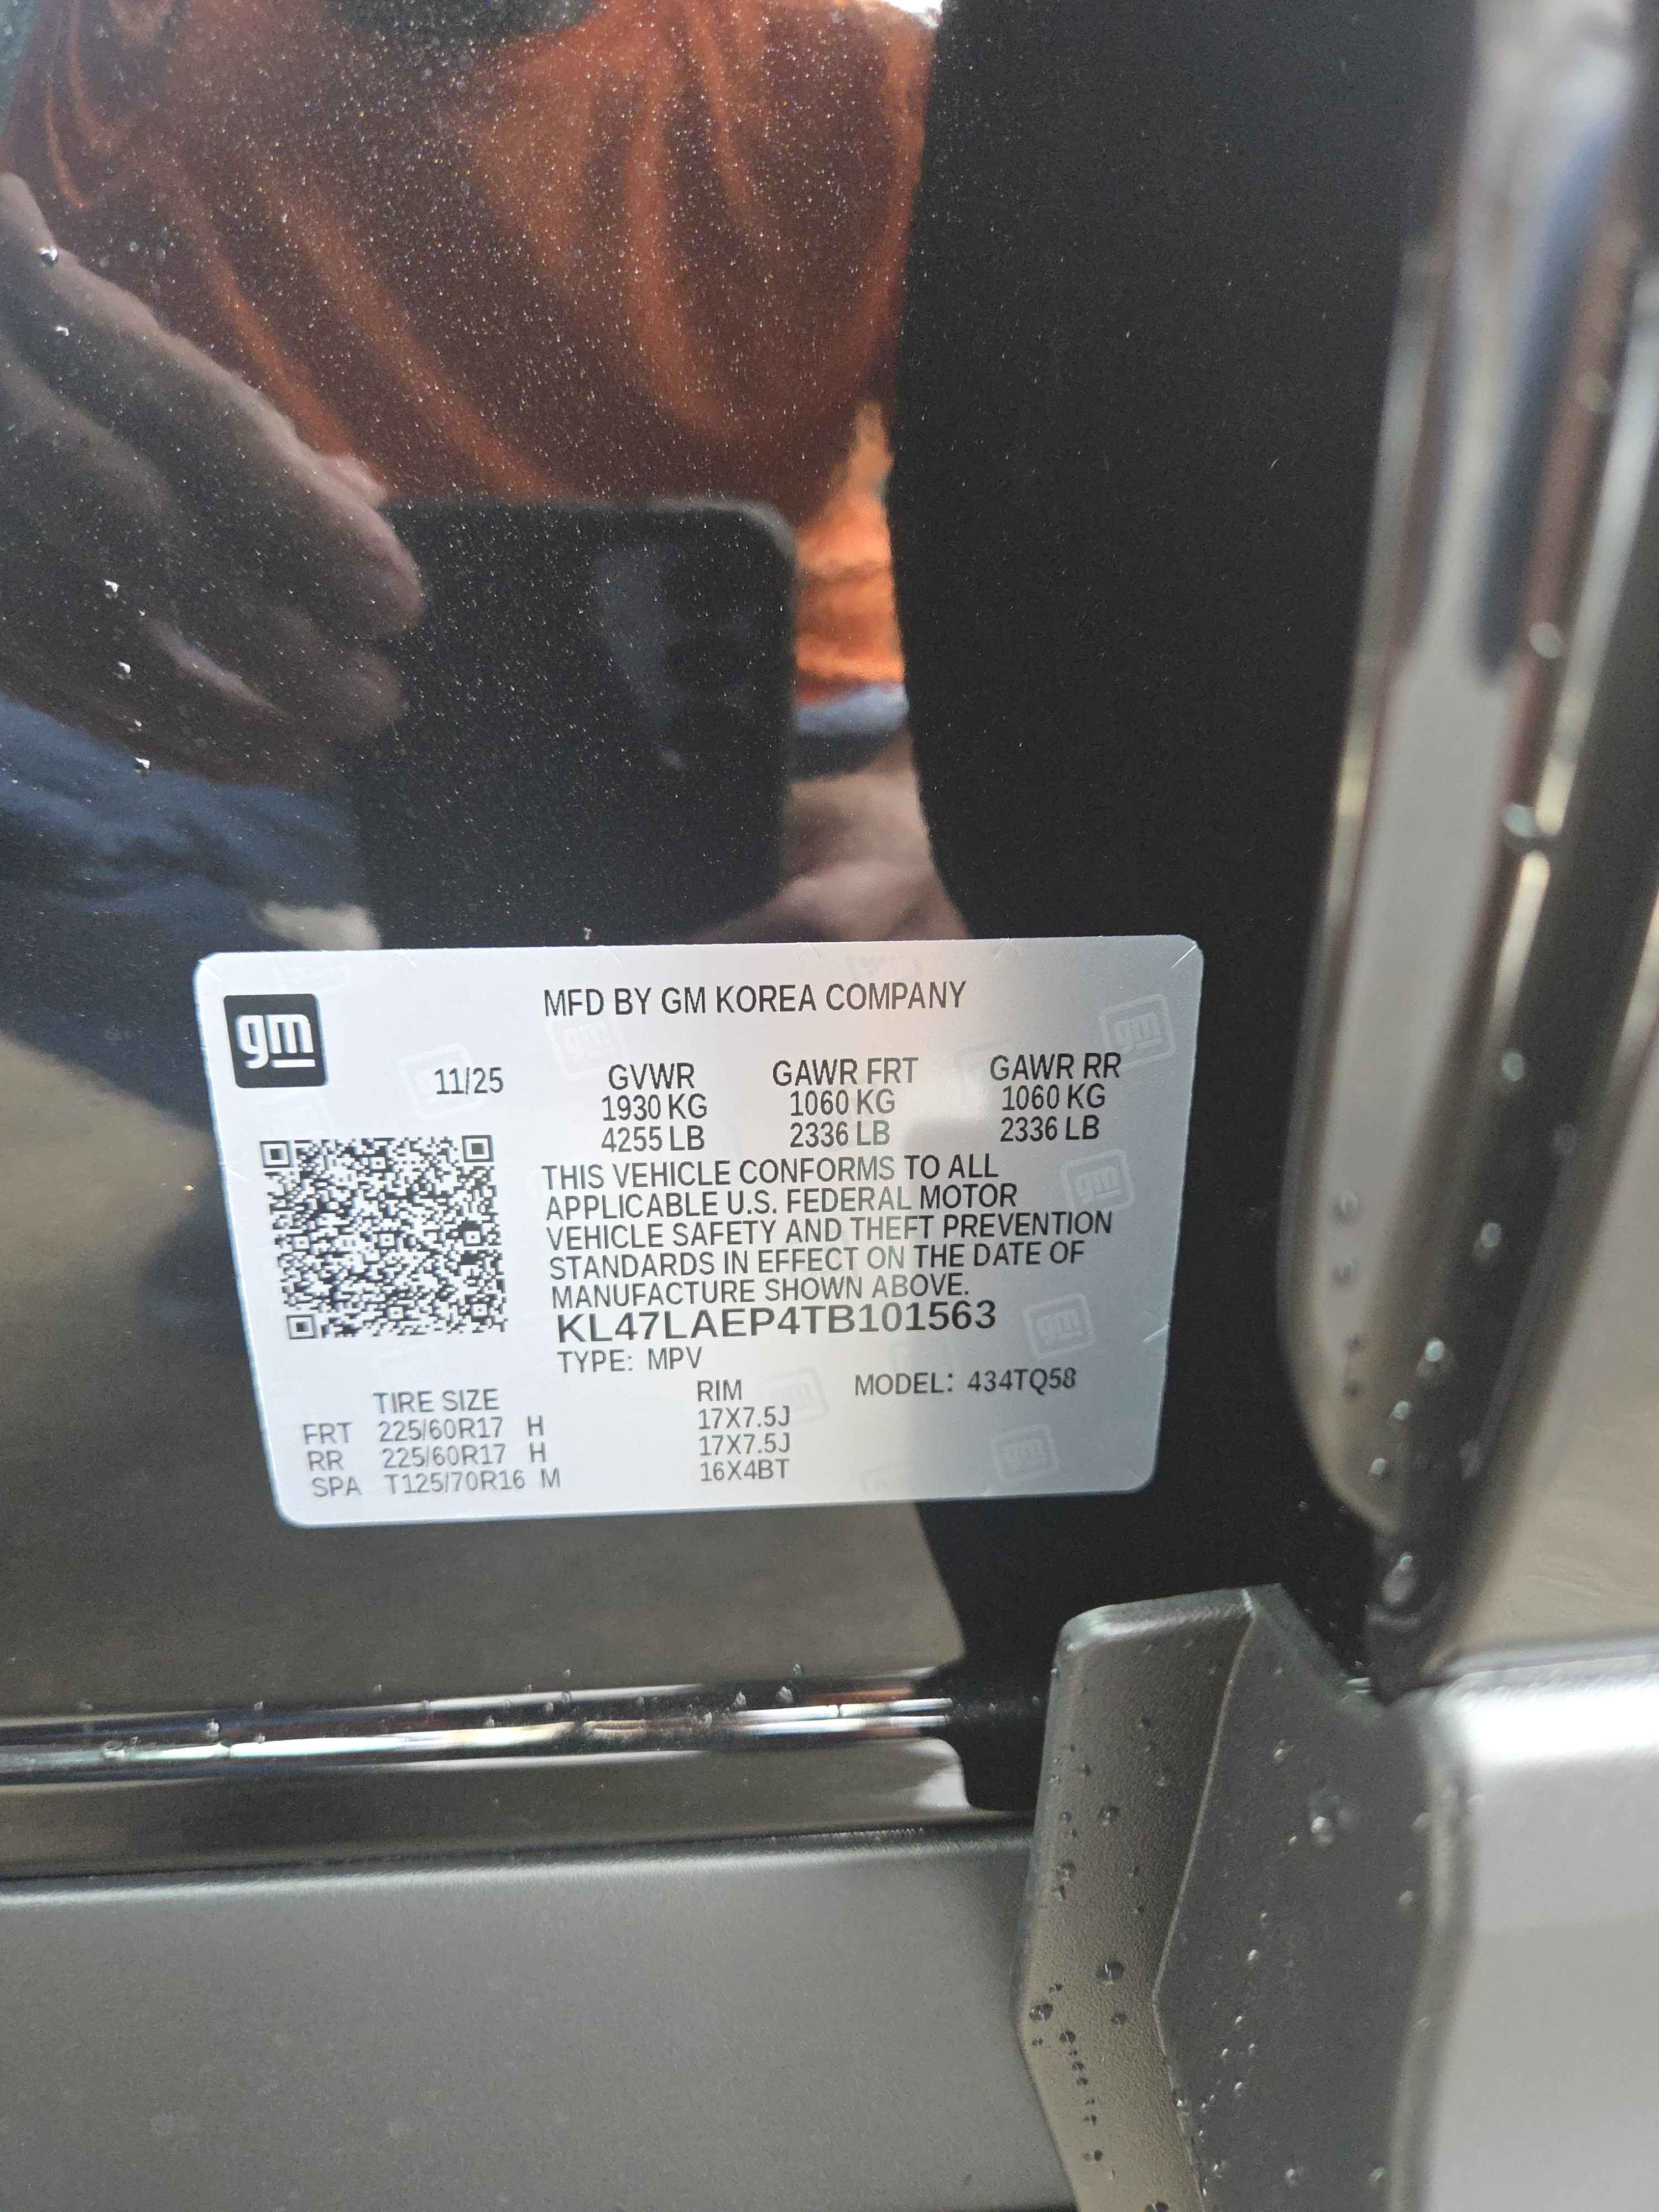 gm
MFD BY GM KOREA COMPANY
11/25 GVWR GAWR FRT GAWR RR
1930 KG 1060 KG 1060 KG
4255 LB 2336 LB 2336 LB
THIS VEHICLE CONFORMS TO ALL
APPLICABLE U.S. FEDERAL MOTOR
VEHICLE SAFETY AND THEFT PREVENTION
STANDARDS IN EFFECT ON THE DATE OF
MANUFACTURE SHOWN ABOVE.
KL47LAEP4TB101563
TYPE: MPV
TIRE SIZE RIM MODEL: 434TQ58
FRT 225/60R17 H 17X7.5J
RR 225/60R17 H 17X7.5J
SPA T125/70R16 M 16X4BT